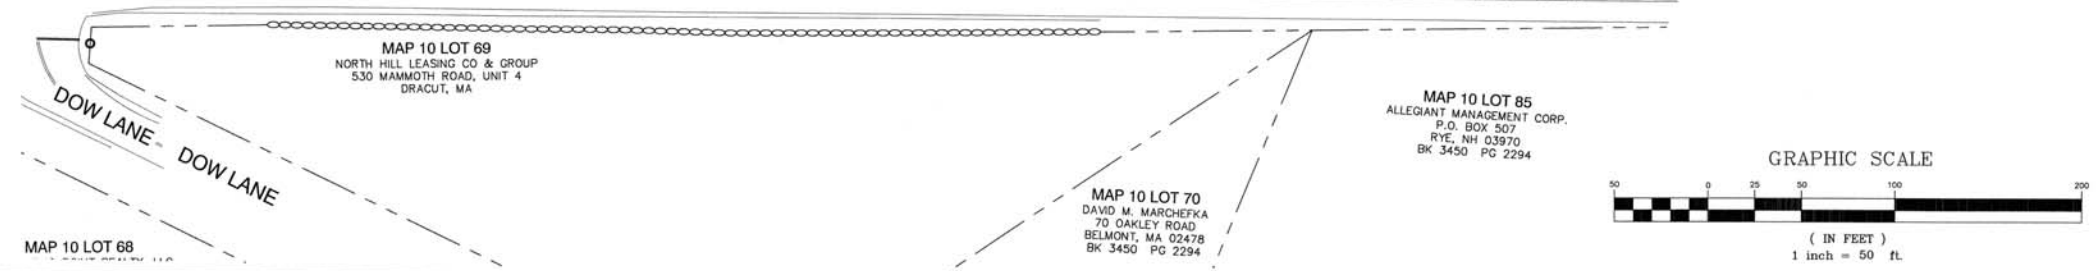 MAP 10 LOT 69
NORTH HILL LEASING CO & GROUP
530 MAMMOTH ROAD, UNIT 4
DRACUT, MA
DOW LANE
DOW LANE
MAP 10 LOT 68
MAP 10 LOT 70
DAVID M. MARCHEFKA
70 OAKLEY ROAD
BELMONT, MA 02478
BK 3450 PG 2294
MAP 10 LOT 85
ALLEGIANT MANAGEMENT CORP.
P.O. BOX 507
RYE, NH 03970
BK 3450 PG 2294
GRAPHIC SCALE
50 0 25 50 100 200
( IN FEET )
1 inch = 50 ft.